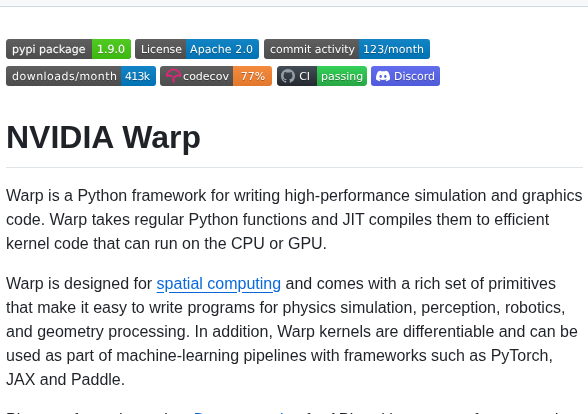 pypi package 1.9.0 License Apache 2.0 commit activity 123/month
downloads/month 413k codecov 77% CI passing Discord
NVIDIA Warp
Warp is a Python framework for writing high-performance simulation and graphics
code. Warp takes regular Python functions and JIT compiles them to efficient
kernel code that can run on the CPU or GPU.
Warp is designed for spatial computing and comes with a rich set of primitives
that make it easy to write programs for physics simulation, perception, robotics,
and geometry processing. In addition, Warp kernels are differentiable and can be
used as part of machine-learning pipelines with frameworks such as PyTorch,
JAX and Paddle.